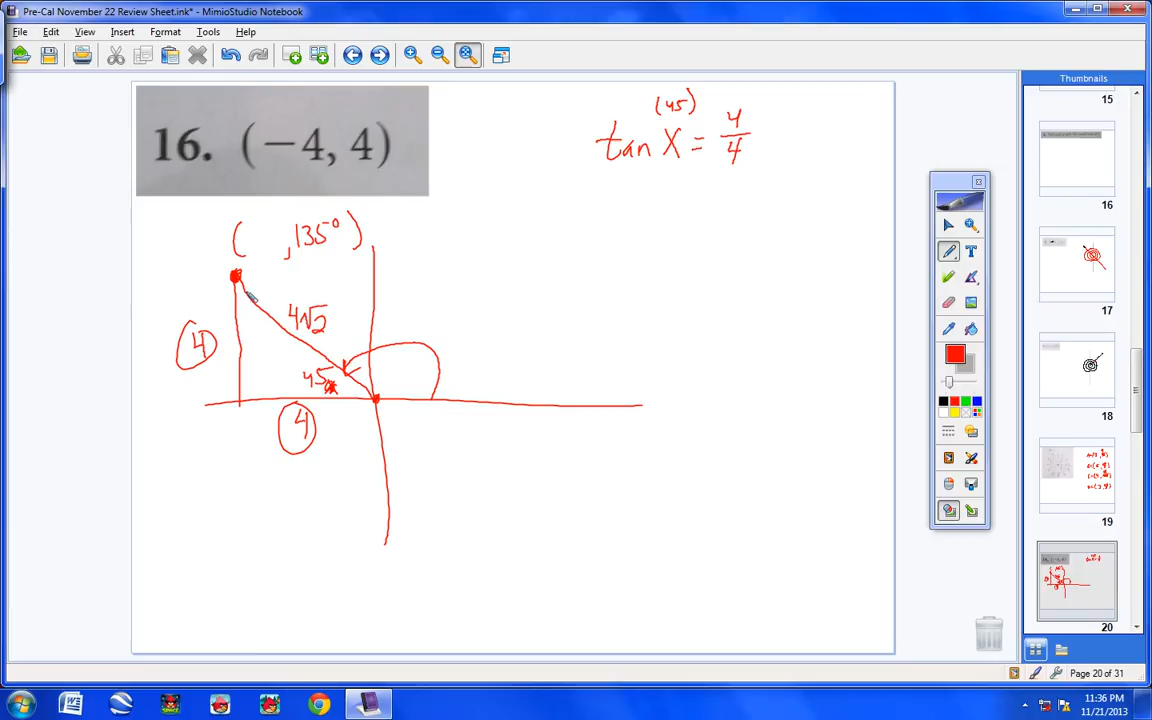 Pre-Cal November 22 Review Sheet.ink* - MimioStudio Notebook
File Edit View Insert Format Tools Help
Thumbnails
16. (−4, 4)
(45)
tan X = 4/4
( ,135°)
4√2
4
45
4
T
A
15
16
17
18
19
20
Page 20 of 31
W
11:36 PM
11/21/2013